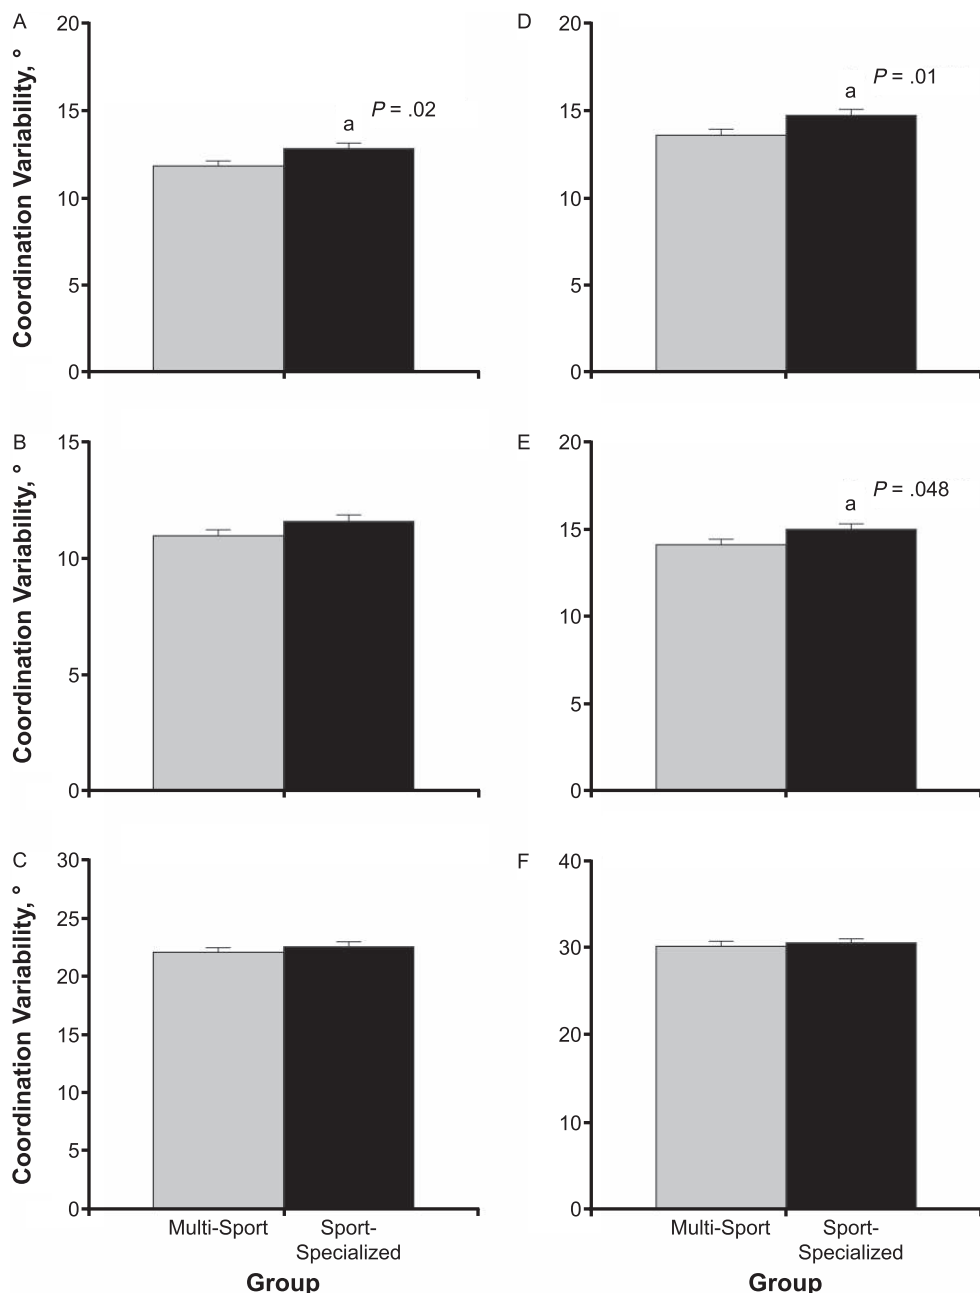 A
Coordination Variability, °
20
15
10
5
0
a
P = .02
D
20
15
10
5
0
a
P = .01
B
Coordination Variability, °
15
10
5
0
E
20
15
10
5
0
a
P = .048
C
Coordination Variability, °
30
25
20
15
10
5
0
Multi-Sport
Sport-
Specialized
Group
F
40
30
20
10
0
Multi-Sport
Sport-
Specialized
Group